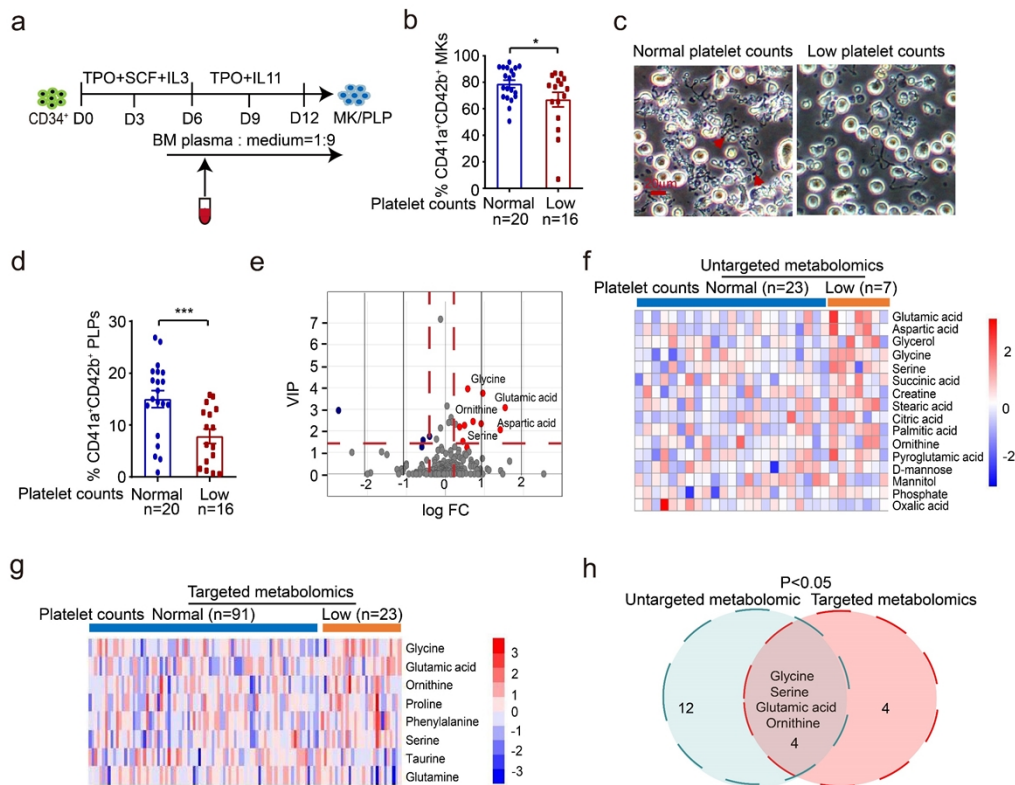 a
TPO+SCF+IL3 TPO+IL11
CD34⁺ D0 D3 D6 D9 D12 MK/PLP
BM plasma : medium=1:9
b
% CD41a⁺CD42b⁺ MKs
100
80
60
40
20
0
*
Platelet counts Normal Low
n=20 n=16
c
Normal platelet counts Low platelet counts
d
% CD41a⁺CD42b⁺ PLPs
30
20
10
0
***
Platelet counts Normal Low
n=20 n=16
e
VIP
7
6
5
4
3
2
1
0
Glycine
Glutamic acid
Ornithine
Aspartic acid
Serine
-2 -1 0 1 2
log FC
f
Untargeted metabolomics
Platelet counts Normal (n=23) Low (n=7)
Glutamic acid
Aspartic acid
Glycerol
Glycine
Serine
Succinic acid
Creatine
Stearic acid
Citric acid
Palmitic acid
Ornithine
Pyroglutamic acid
D-mannose
Mannitol
Phosphate
Oxalic acid
2
0
-2
g
Targeted metabolomics
Platelet counts Normal (n=91) Low (n=23)
Glycine
Glutamic acid
Ornithine
Proline
Phenylalanine
Serine
Taurine
Glutamine
3
2
1
0
-1
-2
-3
h
P<0.05
Untargeted metabolomic Targeted metabolomics
Glycine
Serine
Glutamic acid
Ornithine
12 4 4